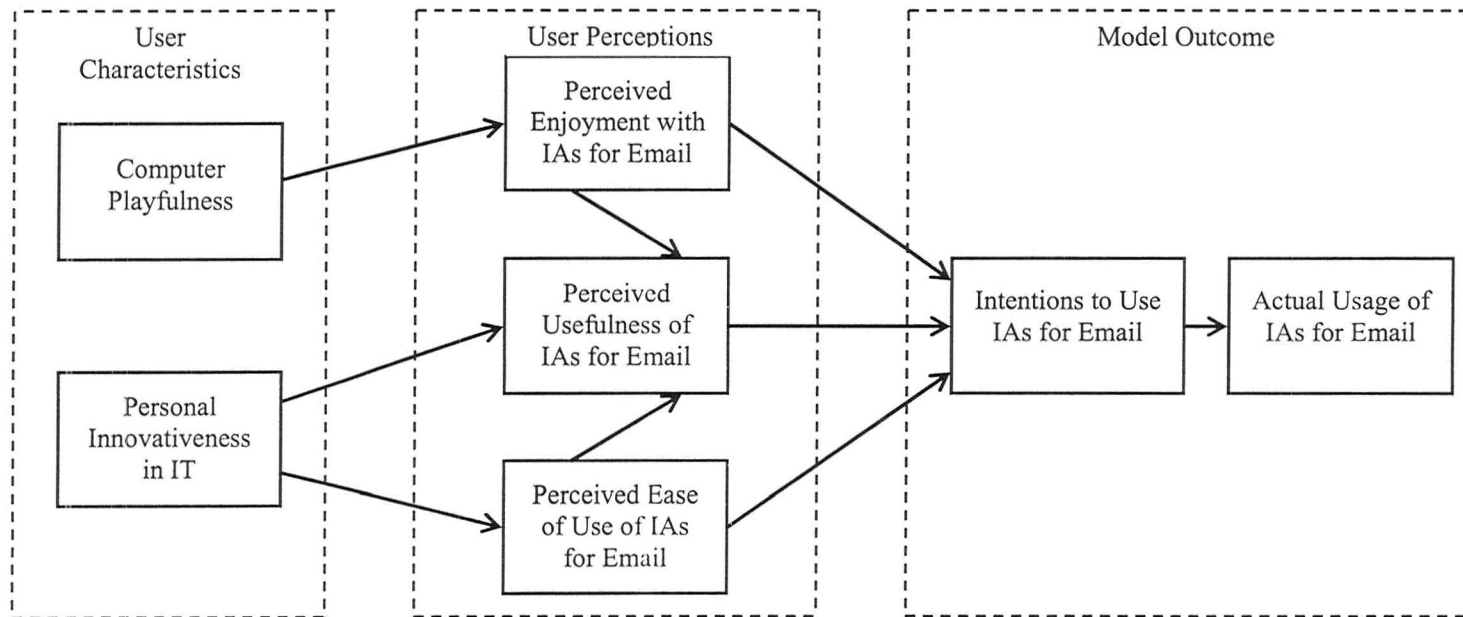 User
Characteristics
Computer
Playfulness
Personal
Innovativeness
in IT
User Perceptions
Perceived
Enjoyment with
IAs for Email
Perceived
Usefulness of
IAs for Email
Perceived Ease
of Use of IAs
for Email
Model Outcome
Intentions to Use
IAs for Email
Actual Usage of
IAs for Email